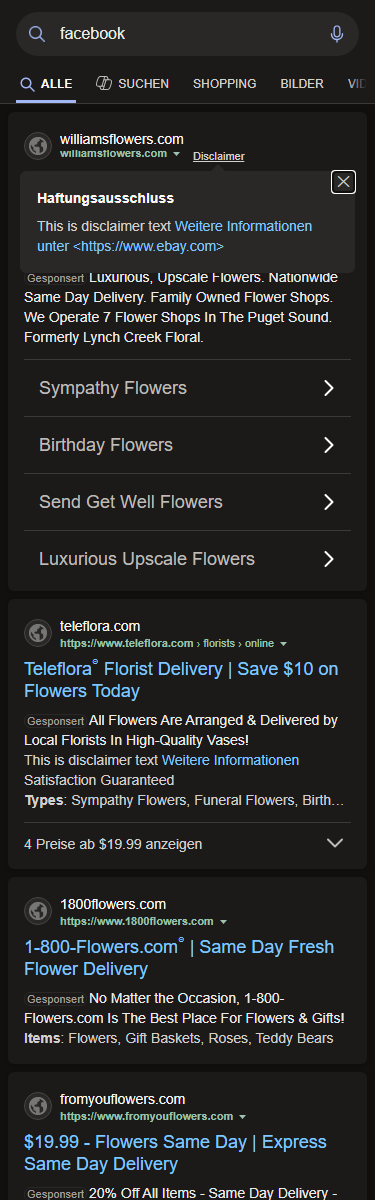 facebook
ALLE SUCHEN SHOPPING BILDER VID
williamsflowers.com
williamsflowers.com Disclaimer
Haftungsausschluss
This is disclaimer text Weitere Informationen
unter <https://www.ebay.com>
Gesponsert Luxurious, Upscale Flowers. Nationwide
Same Day Delivery. Family Owned Flower Shops.
We Operate 7 Flower Shops In The Puget Sound.
Formerly Lynch Creek Floral.
Sympathy Flowers
Birthday Flowers
Send Get Well Flowers
Luxurious Upscale Flowers
teleflora.com
https://www.teleflora.com › florists › online
Teleflora® Florist Delivery | Save $10 on
Flowers Today
Gesponsert All Flowers Are Arranged & Delivered by
Local Florists In High-Quality Vases!
This is disclaimer text Weitere Informationen
Satisfaction Guaranteed
Types: Sympathy Flowers, Funeral Flowers, Birth…
4 Preise ab $19.99 anzeigen
1800flowers.com
https://www.1800flowers.com
1-800-Flowers.com® | Same Day Fresh
Flower Delivery
Gesponsert No Matter the Occasion, 1-800-
Flowers.com Is The Best Place For Flowers & Gifts!
Items: Flowers, Gift Baskets, Roses, Teddy Bears
fromyouflowers.com
https://www.fromyouflowers.com
$19.99 - Flowers Same Day | Express
Same Day Delivery
Gesponsert 20% Off All Items - Same Day Delivery -